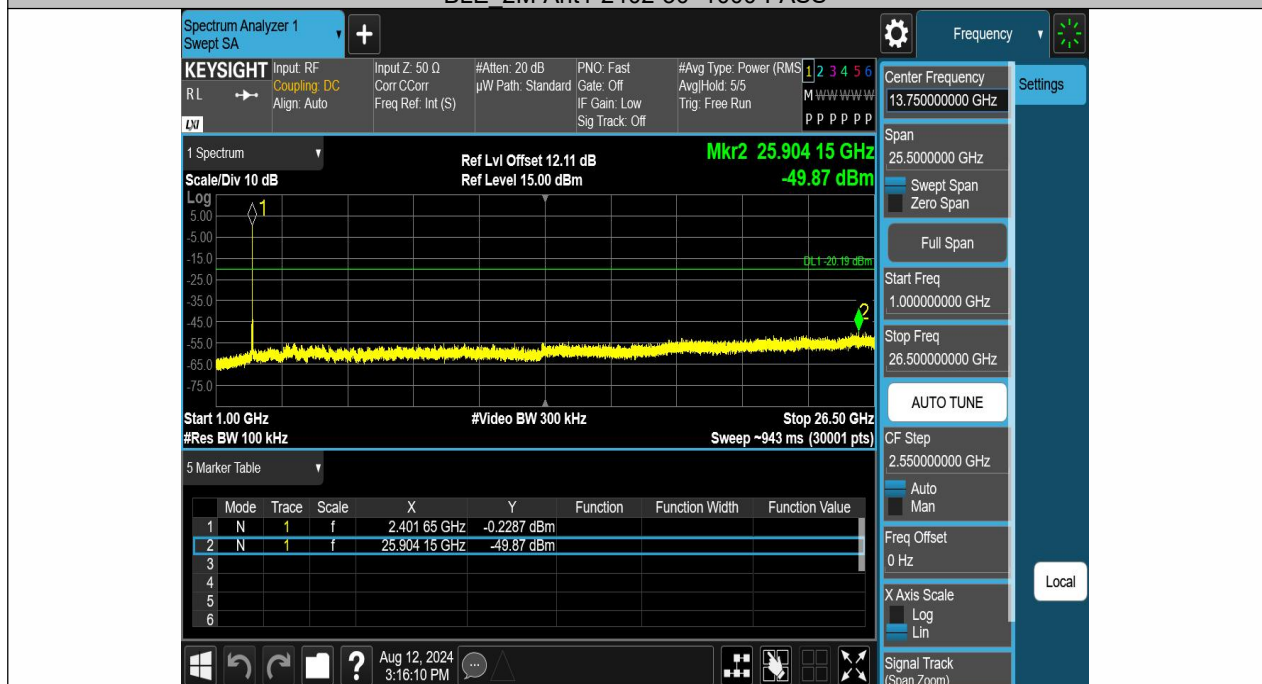 Spectrum Analyzer 1
Swept SA
Frequency
KEYSIGHT
RL
LXI
Input: RF
Coupling: DC
Align: Auto
Input Z: 50 Ω
Corr CCorr
Freq Ref: Int (S)
#Atten: 20 dB
µW Path: Standard
PNO: Fast
Gate: Off
IF Gain: Low
Sig Track: Off
#Avg Type: Power (RMS
Avg|Hold: 5/5
Trig: Free Run
1 2 3 4 5 6
M W W W W W
P P P P P P
1 Spectrum
Scale/Div 10 dB
Ref Lvl Offset 12.11 dB
Ref Level 15.00 dBm
Mkr2 25.904 15 GHz
-49.87 dBm
Log
5.00
-5.00
-15.0
-25.0
-35.0
-45.0
-55.0
-65.0
-75.0
1
DL1 -20.19 dBm
2
Start 1.00 GHz
#Video BW 300 kHz
Stop 26.50 GHz
#Res BW 100 kHz
Sweep ~943 ms (30001 pts)
5 Marker Table
Mode Trace Scale X Y Function Function Width Function Value
1 N 1 f 2.401 65 GHz -0.2287 dBm
2 N 1 f 25.904 15 GHz -49.87 dBm
3
4
5
6
Aug 12, 2024
3:16:10 PM
Center Frequency
13.750000000 GHz
Settings
Span
25.5000000 GHz
Swept Span
Zero Span
Full Span
Start Freq
1.000000000 GHz
Stop Freq
26.500000000 GHz
AUTO TUNE
CF Step
2.550000000 GHz
Auto
Man
Freq Offset
0 Hz
X Axis Scale
Log
Lin
Signal Track
(Span Zoom)
Local